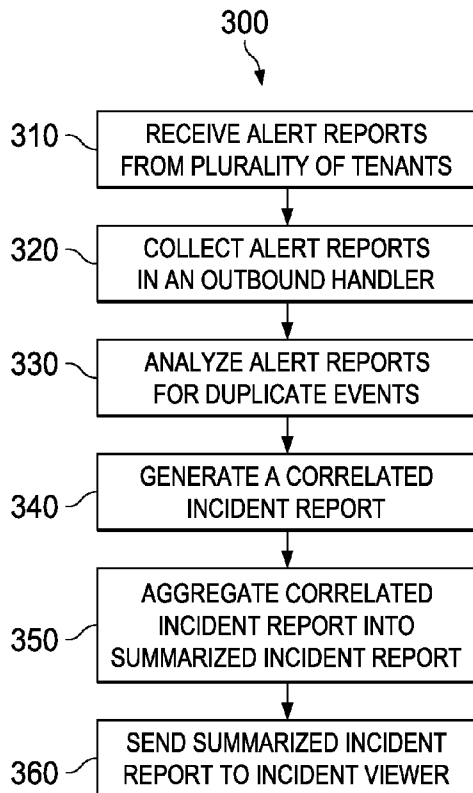 300
310
RECEIVE ALERT REPORTS
FROM PLURALITY OF TENANTS
320
COLLECT ALERT REPORTS
IN AN OUTBOUND HANDLER
330
ANALYZE ALERT REPORTS
FOR DUPLICATE EVENTS
340
GENERATE A CORRELATED
INCIDENT REPORT
350
AGGREGATE CORRELATED
INCIDENT REPORT INTO
SUMMARIZED INCIDENT REPORT
360
SEND SUMMARIZED INCIDENT
REPORT TO INCIDENT VIEWER